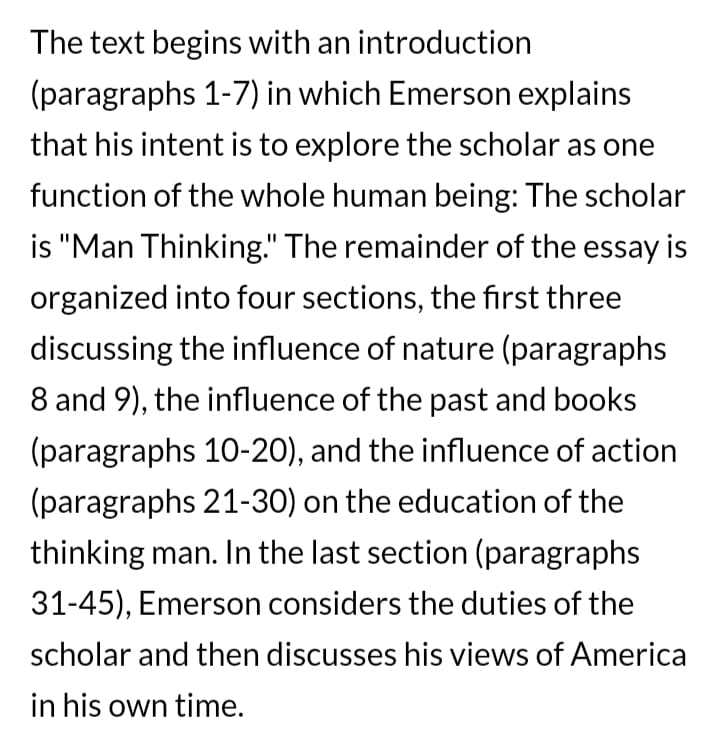 The text begins with an introduction
(paragraphs 1-7) in which Emerson explains
that his intent is to explore the scholar as one
function of the whole human being: The scholar
is "Man Thinking." The remainder of the essay is
organized into four sections, the first three
discussing the influence of nature (paragraphs
8 and 9), the influence of the past and books
(paragraphs 10-20), and the influence of action
(paragraphs 21-30) on the education of the
thinking man. In the last section (paragraphs
31-45), Emerson considers the duties of the
scholar and then discusses his views of America
in his own time.